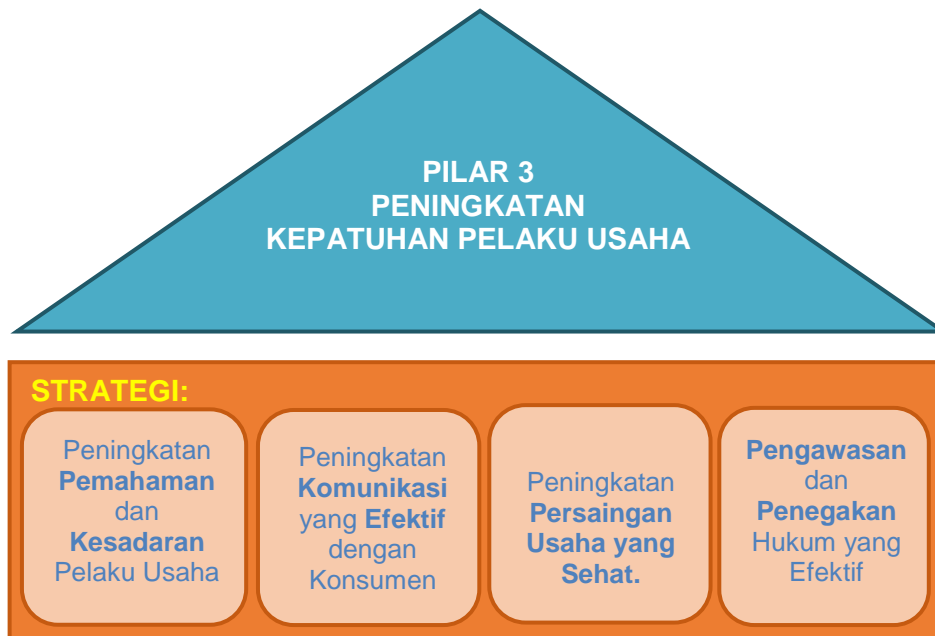 PILAR 3
PENINGKATAN
KEPATUHAN PELAKU USAHA
STRATEGI:
Peningkatan
Pemahaman
dan
Kesadaran
Pelaku Usaha
Peningkatan
Komunikasi
yang Efektif
dengan
Konsumen
Peningkatan
Persaingan
Usaha yang
Sehat.
Pengawasan
dan
Penegakan
Hukum yang
Efektif